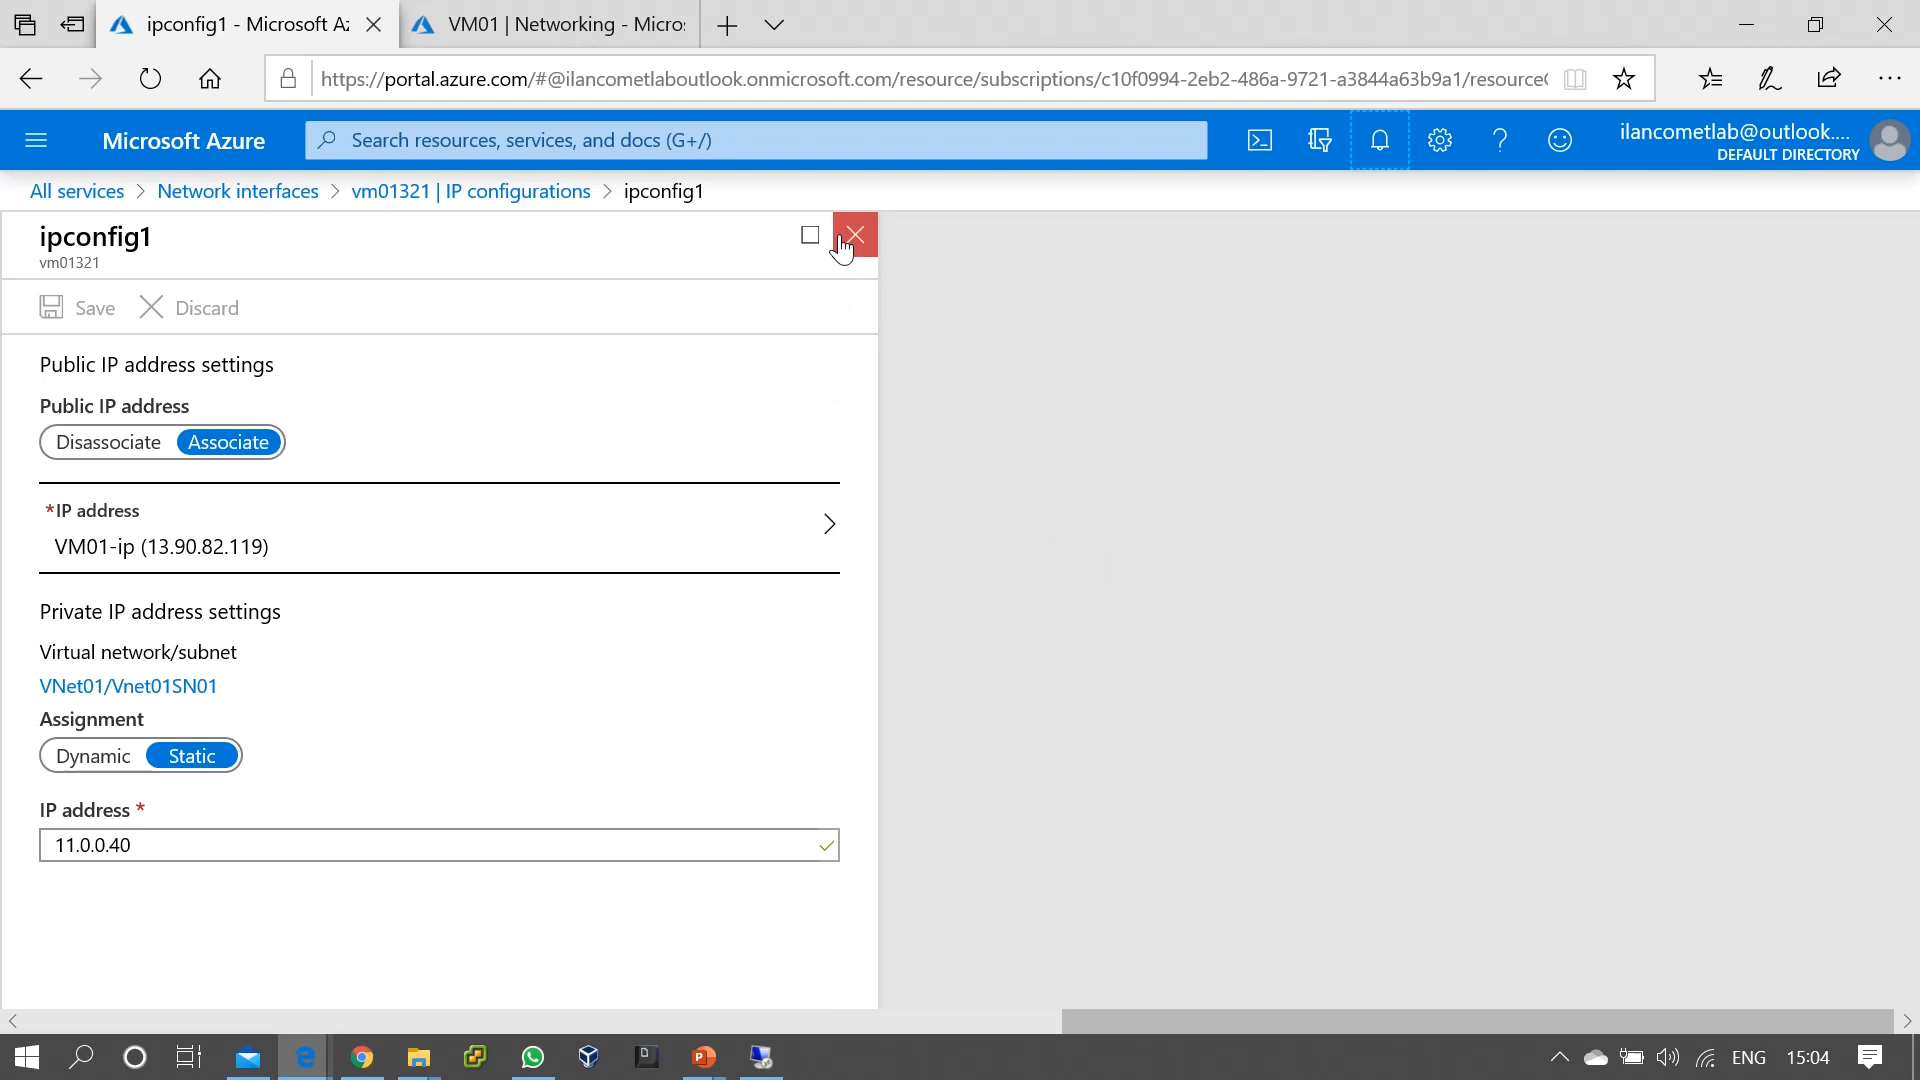 ipconfig1 - Microsoft Az
VM01 | Networking - Micros
https://portal.azure.com/#@ilancometlaboutlook.onmicrosoft.com/resource/subscriptions/c10f0994-2eb2-486a-9721-a3844a63b9a1/resource
Microsoft Azure
Search resources, services, and docs (G+/)
ilancometlab@outlook....
DEFAULT DIRECTORY
All services > Network interfaces > vm01321 | IP configurations > ipconfig1
ipconfig1
vm01321
Save Discard
Public IP address settings
Public IP address
Disassociate Associate
*IP address
VM01-ip (13.90.82.119)
Private IP address settings
Virtual network/subnet
VNet01/Vnet01SN01
Assignment
Dynamic Static
IP address *
11.0.0.40
ENG 15:04